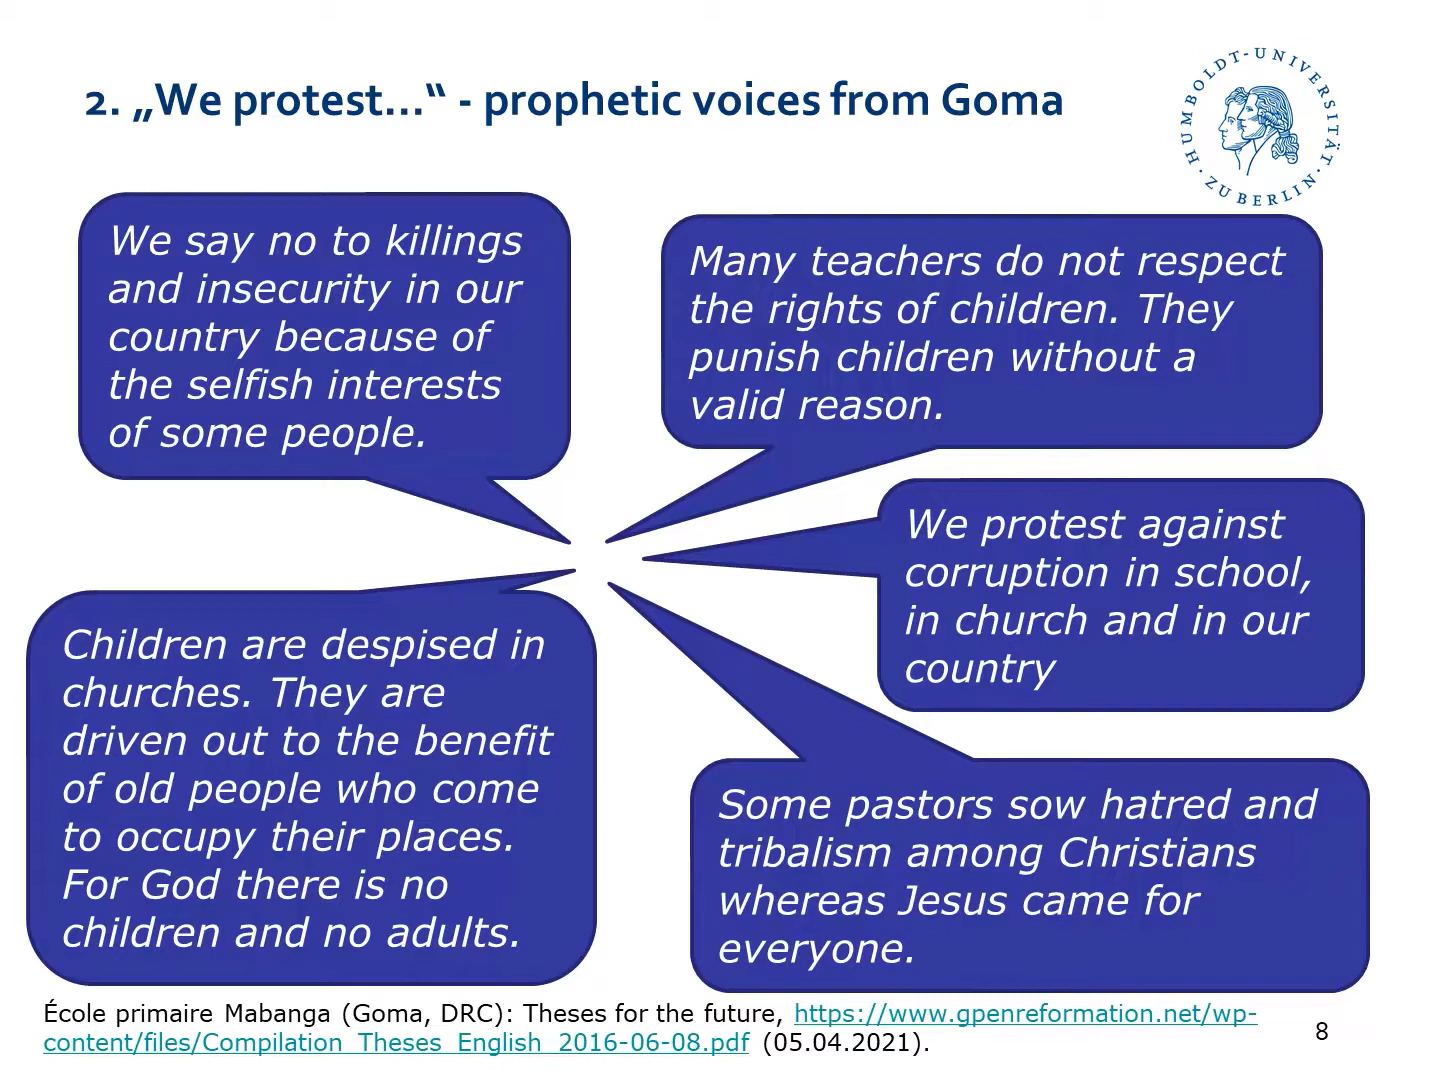 2. „We protest…“ - prophetic voices from Goma
· HUMBOLDT-UNIVERSITÄT · ZU BERLIN
We say no to killings
and insecurity in our
country because of
the selfish interests
of some people.
Many teachers do not respect
the rights of children. They
punish children without a
valid reason.
We protest against
corruption in school,
in church and in our
country
Children are despised in
churches. They are
driven out to the benefit
of old people who come
to occupy their places.
For God there is no
children and no adults.
Some pastors sow hatred and
tribalism among Christians
whereas Jesus came for
everyone.
École primaire Mabanga (Goma, DRC): Theses for the future, https://www.gpenreformation.net/wp-
content/files/Compilation_Theses_English_2016-06-08.pdf (05.04.2021).
8